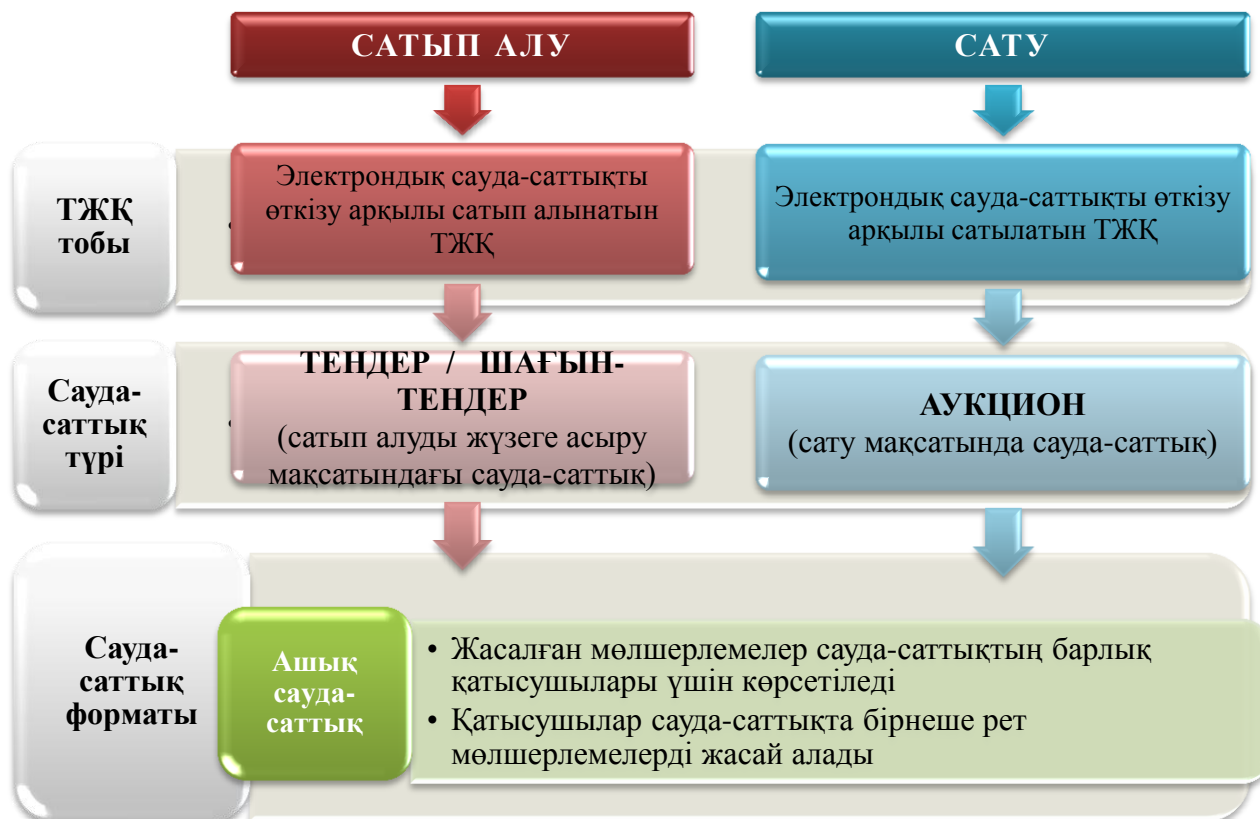 САТЫП АЛУ
САТУ
ТЖҚ
тобы
Электрондық сауда-саттықты
өткізу арқылы сатып алынатын
ТЖҚ
Электрондық сауда-саттықты өткізу
арқылы сатылатын ТЖҚ
Сауда-
саттық
түрі
ТЕНДЕР / ШАҒЫН-
ТЕНДЕР
(сатып алуды жүзеге асыру
мақсатындағы сауда-саттық)
АУКЦИОН
(сату мақсатында сауда-саттық)
Сауда-
саттық
форматы
Ашық
сауда-
саттық
• Жасалған мөлшерлемелер сауда-саттықтың барлық
қатысушылары үшін көрсетіледі
• Қатысушылар сауда-саттықта бірнеше рет
мөлшерлемелерді жасай алады